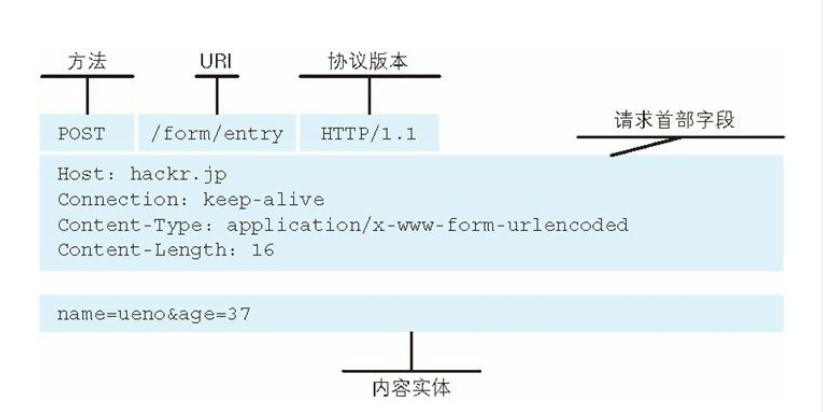 方法 URI 协议版本
请求首部字段
POST /form/entry HTTP/1.1
Host: hackr.jp
Connection: keep-alive
Content-Type: application/x-www-form-urlencoded
Content-Length: 16
name=ueno&age=37
内容实体